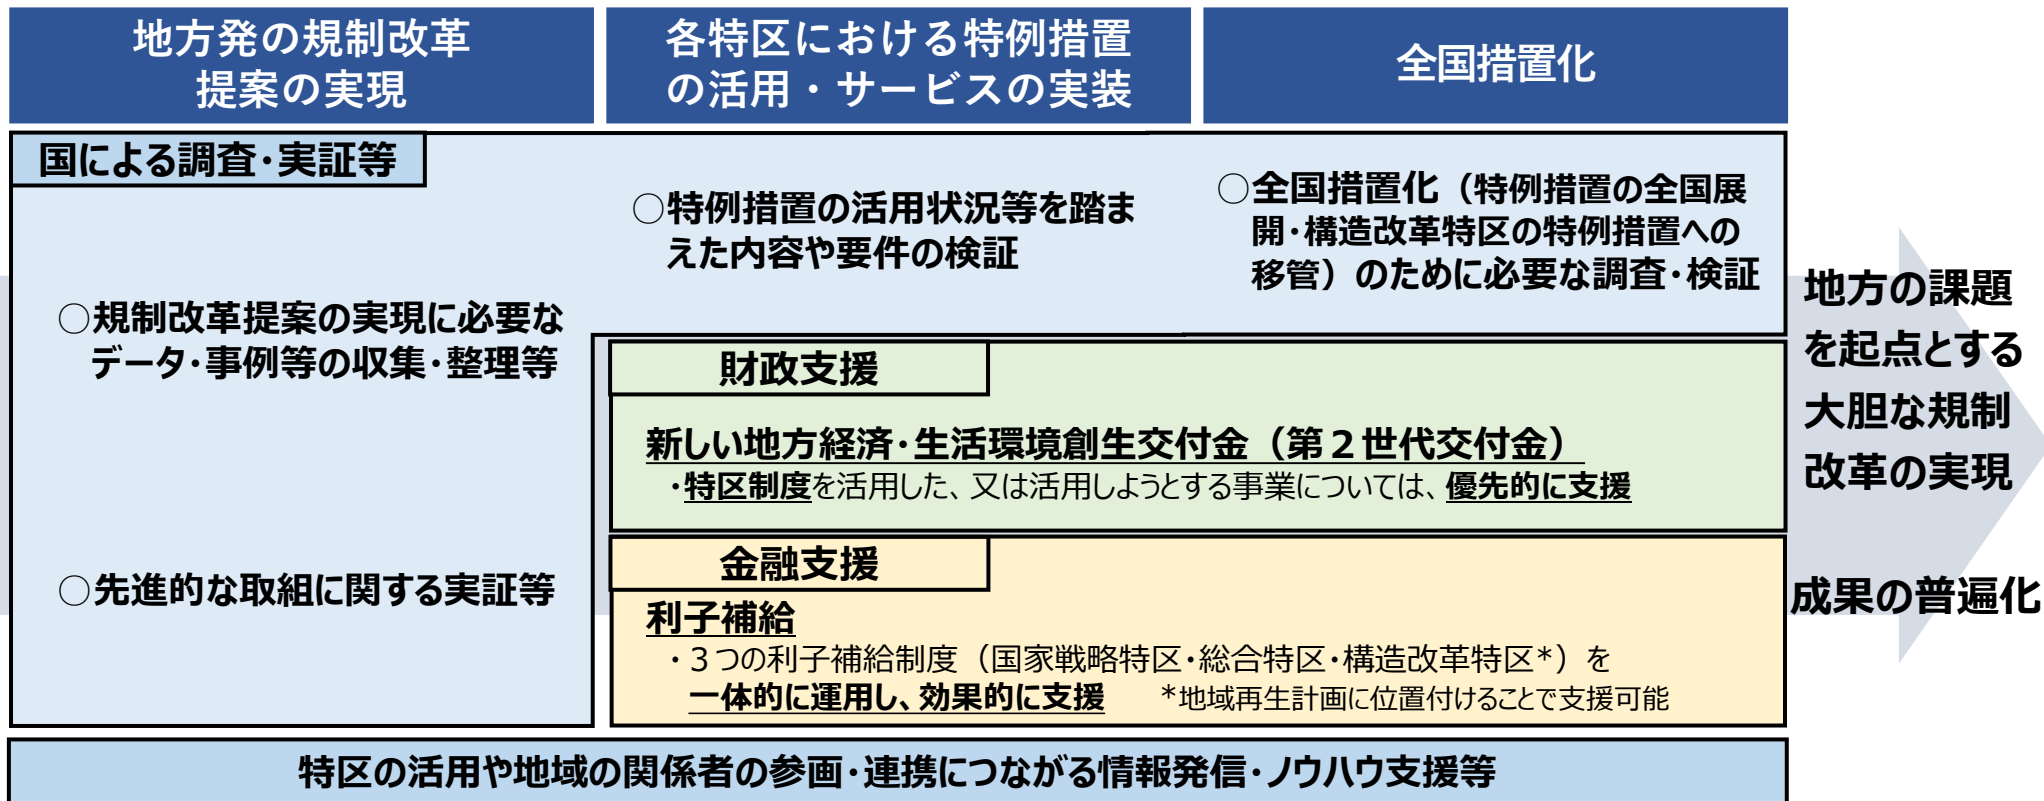 地方発の規制改革
提案の実現
各特区における特例措置
の活用・サービスの実装
全国措置化
国による調査・実証等
○規制改革提案の実現に必要な
データ・事例等の収集・整理等
○先進的な取組に関する実証等
○特例措置の活用状況等を踏ま
えた内容や要件の検証
○全国措置化（特例措置の全国展
開・構造改革特区の特例措置への
移管）のために必要な調査・検証
財政支援
新しい地方経済・生活環境創生交付金（第２世代交付金）
・特区制度を活用した、又は活用しようとする事業については、優先的に支援
金融支援
利子補給
・３つの利子補給制度（国家戦略特区・総合特区・構造改革特区*）を
一体的に運用し、効果的に支援　*地域再生計画に位置付けることで支援可能
特区の活用や地域の関係者の参画・連携につながる情報発信・ノウハウ支援等
地方の課題
を起点とする
大胆な規制
改革の実現
成果の普遍化